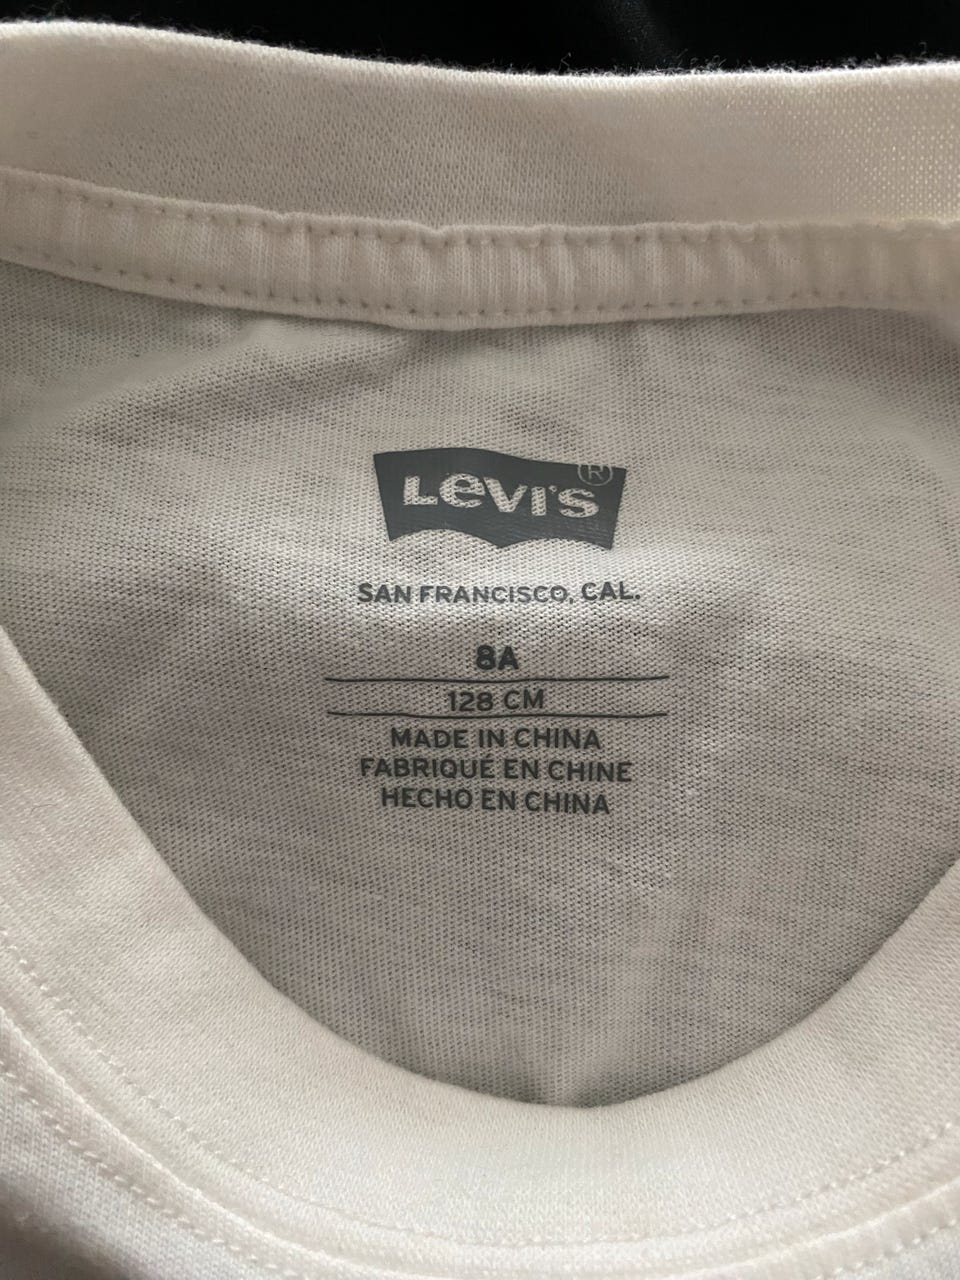 Levi's®
SAN FRANCISCO, CAL.
8A
128 CM
MADE IN CHINA
FABRIQUÉ EN CHINE
HECHO EN CHINA